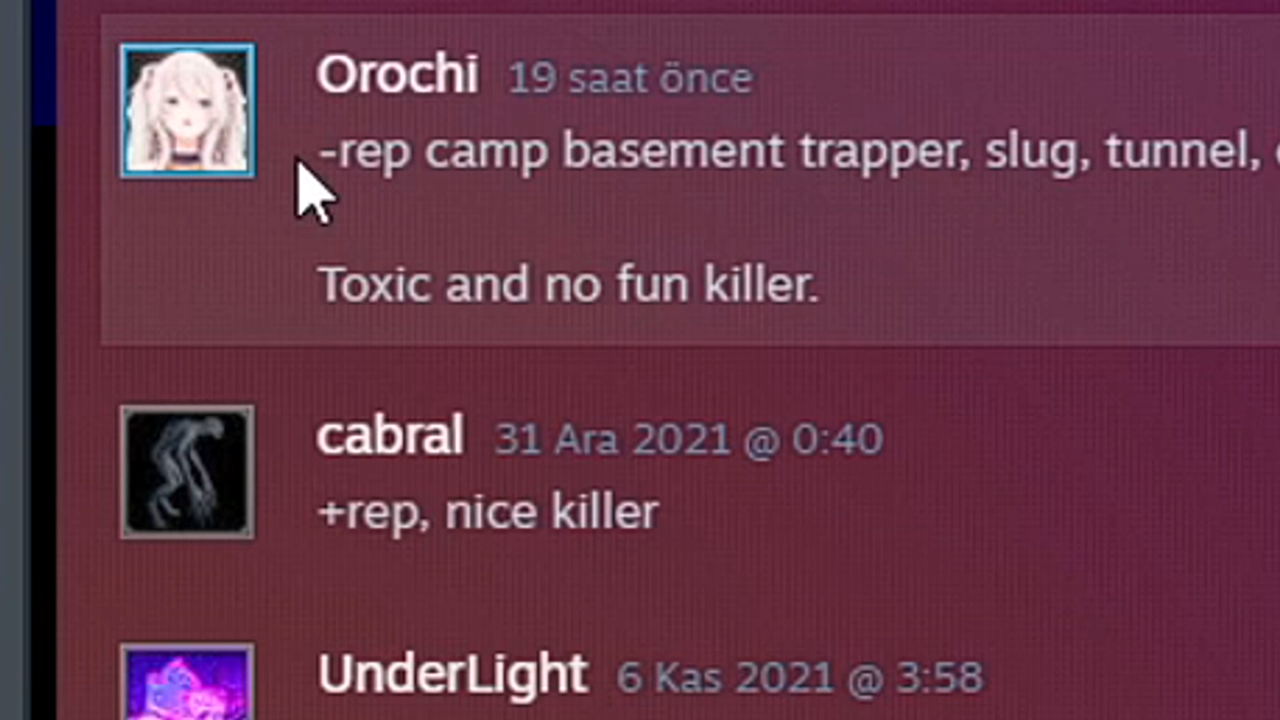 Orochi 19 saat önce
-rep camp basement trapper, slug, tunnel,
Toxic and no fun killer.
cabral 31 Ara 2021 @ 0:40
+rep, nice killer
UnderLight 6 Kas 2021 @ 3:58